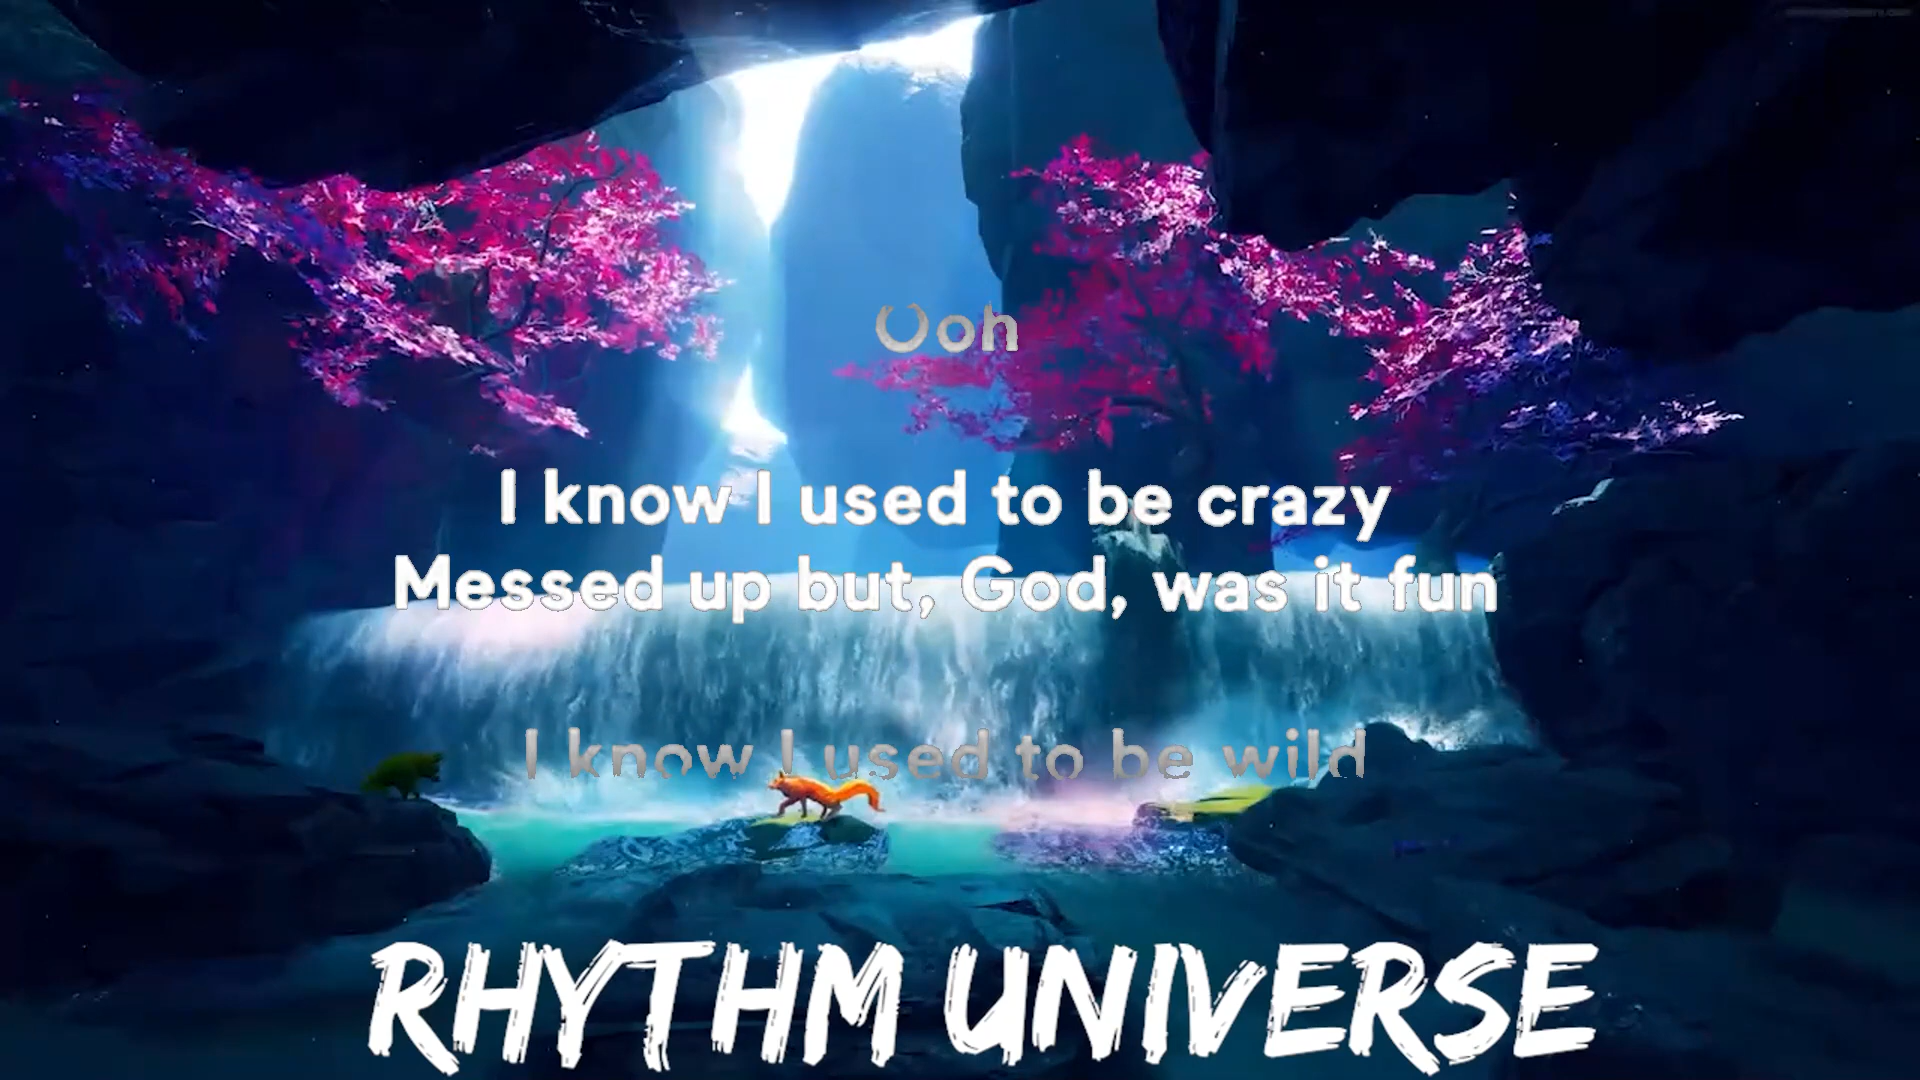 Ooh
I know I used to be crazy
Messed up but, God, was it fun
I know I used to be wild
RHYTHM UNIVERSE